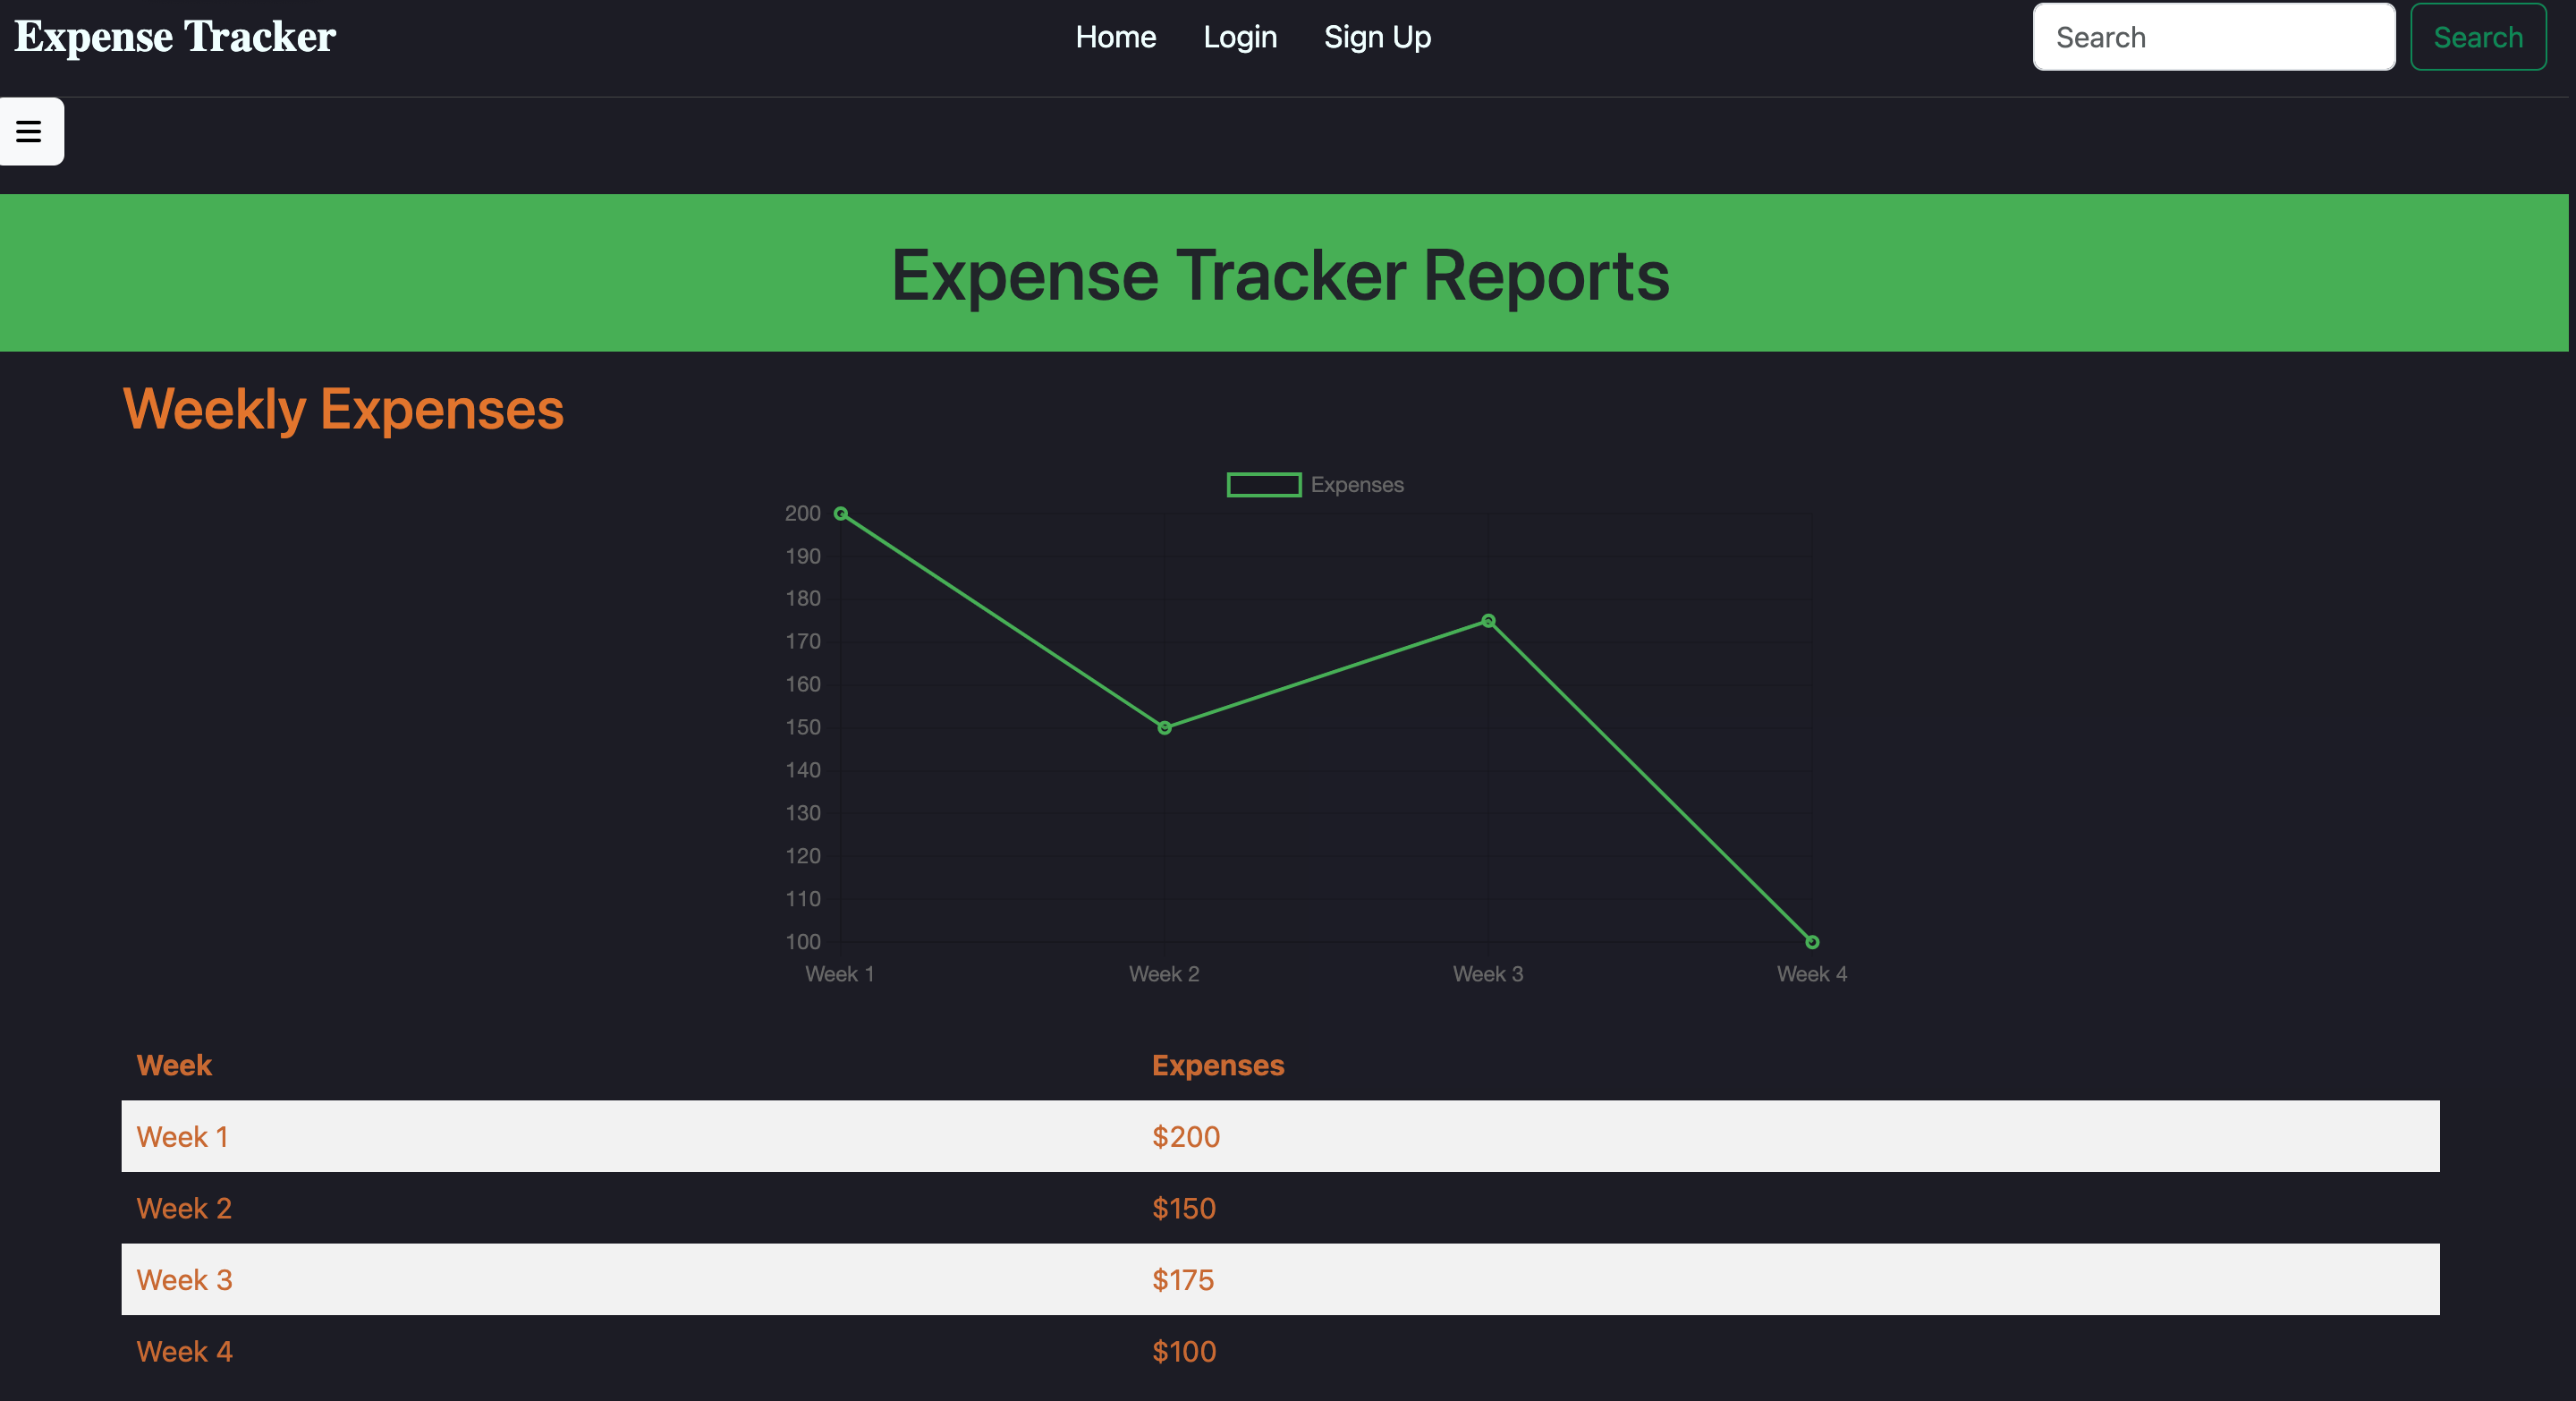 Expense Tracker
Home Login Sign Up
Search Search
Expense Tracker Reports
Weekly Expenses
Expenses
200
190
180
170
160
150
140
130
120
110
100
Week 1 Week 2 Week 3 Week 4
Week Expenses
Week 1 $200
Week 2 $150
Week 3 $175
Week 4 $100